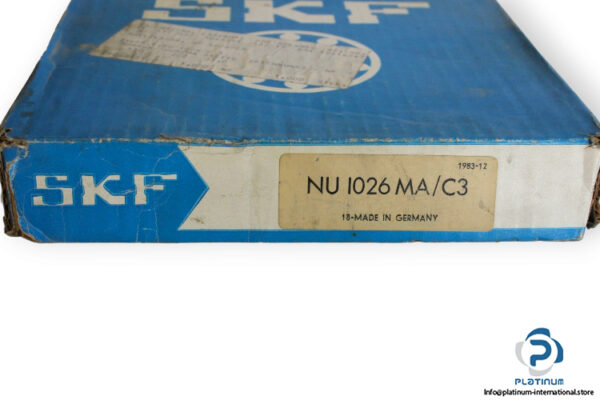 SKF
SKF
1983-12
NU 1026 MA/C3
18-MADE IN GERMANY
PLATINUM
Info@platinum-international.store